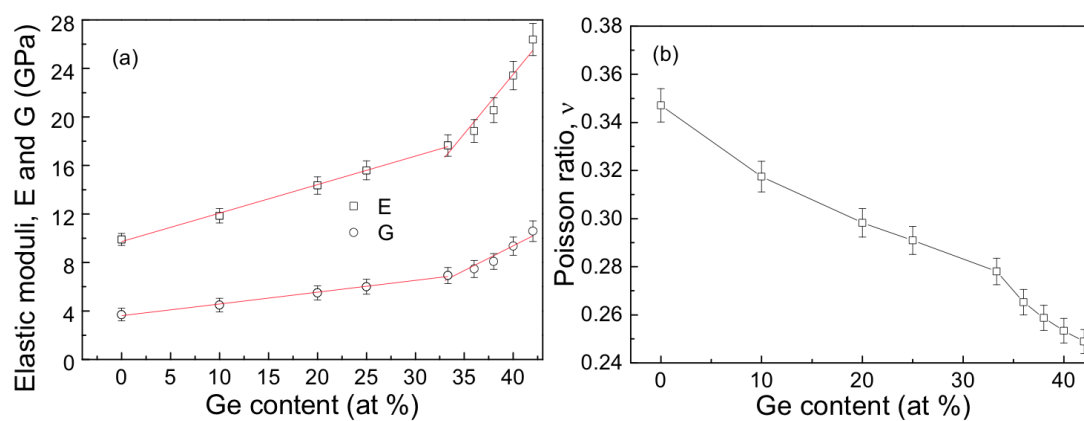 (a)
Elastic moduli, E and G (GPa)
28
24
20
16
12
8
4
0
E
G
0 5 10 15 20 25 30 35 40
Ge content (at %)
(b)
Poisson ratio, ν
0.38
0.36
0.34
0.32
0.30
0.28
0.26
0.24
0 10 20 30 40
Ge content (at %)